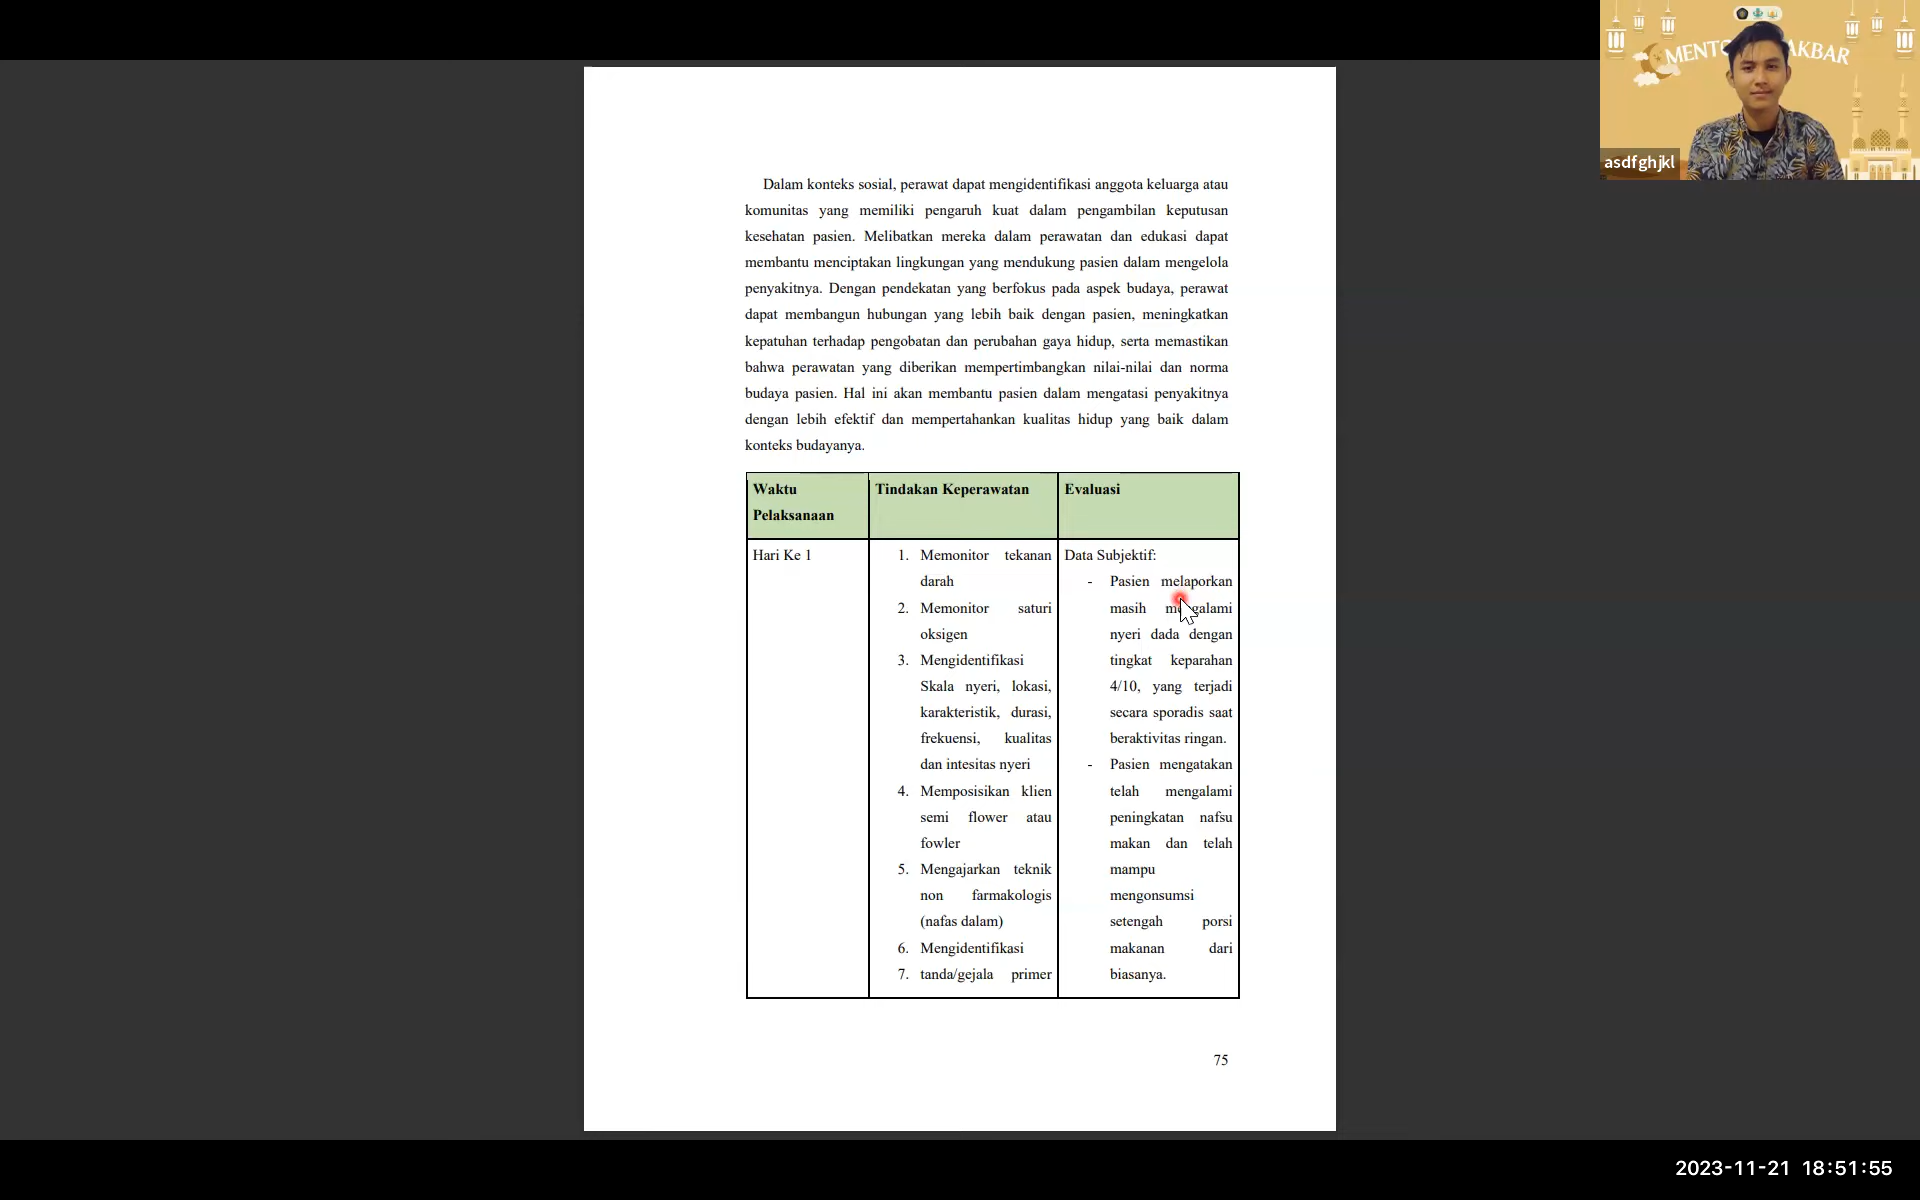 MENTO AKBAR
asdfghjkl
Dalam konteks sosial, perawat dapat mengidentifikasi anggota keluarga atau
komunitas yang memiliki pengaruh kuat dalam pengambilan keputusan
kesehatan pasien. Melibatkan mereka dalam perawatan dan edukasi dapat
membantu menciptakan lingkungan yang mendukung pasien dalam mengelola
penyakitnya. Dengan pendekatan yang berfokus pada aspek budaya, perawat
dapat membangun hubungan yang lebih baik dengan pasien, meningkatkan
kepatuhan terhadap pengobatan dan perubahan gaya hidup, serta memastikan
bahwa perawatan yang diberikan mempertimbangkan nilai-nilai dan norma
budaya pasien. Hal ini akan membantu pasien dalam mengatasi penyakitnya
dengan lebih efektif dan mempertahankan kualitas hidup yang baik dalam
konteks budayanya.
Waktu
Pelaksanaan
Tindakan Keperawatan
Evaluasi
Hari Ke 1
1. Memonitor tekanan
darah
2. Memonitor saturi
oksigen
3. Mengidentifikasi
Skala nyeri, lokasi,
karakteristik, durasi,
frekuensi, kualitas
dan intesitas nyeri
4. Memposisikan klien
semi flower atau
fowler
5. Mengajarkan teknik
non farmakologis
(nafas dalam)
6. Mengidentifikasi
7. tanda/gejala primer
Data Subjektif:
- Pasien melaporkan
masih mengalami
nyeri dada dengan
tingkat keparahan
4/10, yang terjadi
secara sporadis saat
beraktivitas ringan.
- Pasien mengatakan
telah mengalami
peningkatan nafsu
makan dan telah
mampu
mengonsumsi
setengah porsi
makanan dari
biasanya.
75
2023-11-21 18:51:55